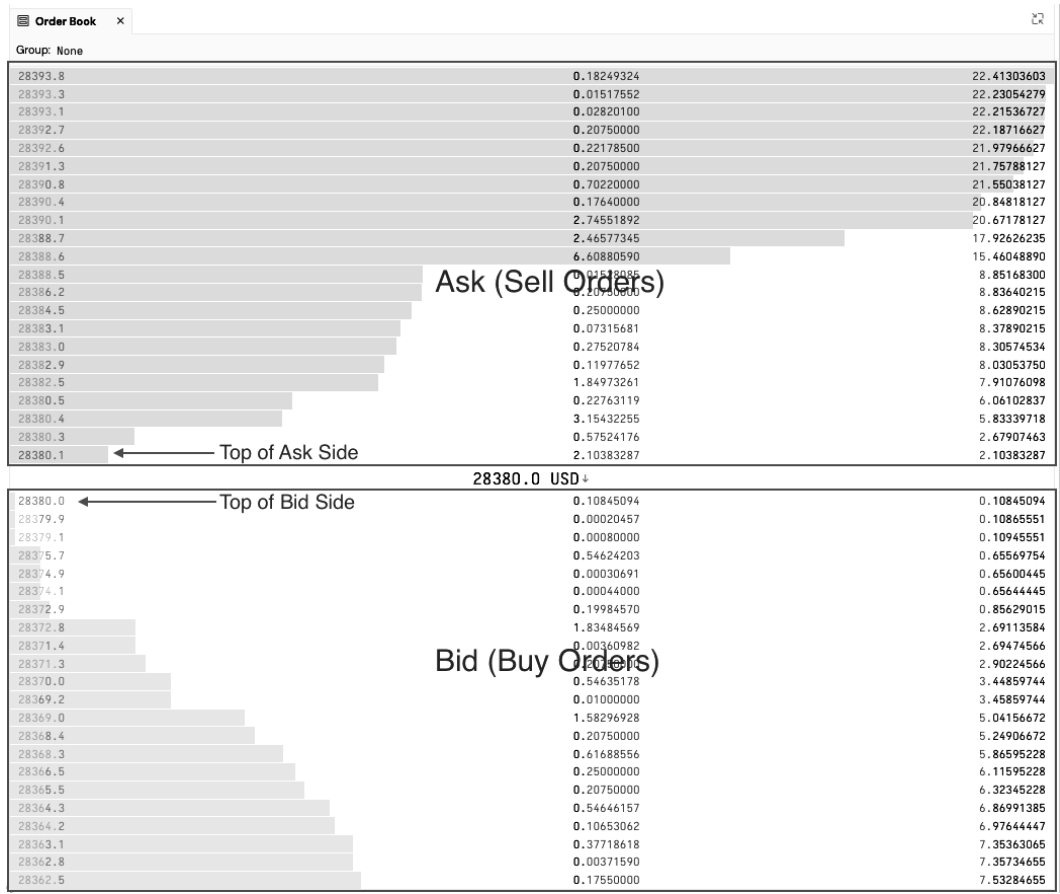 Order Book ×
Group: None
28393.8 0.18249324 22.41303603
28393.3 0.01517552 22.23054279
28393.1 0.02820100 22.21536727
28392.7 0.20750000 22.18716627
28392.6 0.22178500 21.97966627
28391.3 0.20750000 21.75788127
28390.8 0.70220000 21.55038127
28390.4 0.17640000 20.84818127
28390.1 2.74551892 20.67178127
28388.7 2.46577345 17.92626235
28388.6 6.60880590 15.46048890
28388.5 0.01528085 8.85168300
Ask (Sell Orders)
28386.2 0.20750000 8.83640215
28384.5 0.25000000 8.62890215
28383.1 0.07315681 8.37890215
28383.0 0.27520784 8.30574534
28382.9 0.11977652 8.03053750
28382.5 1.84973261 7.91076098
28380.5 0.22763119 6.06102837
28380.4 3.15432255 5.83339718
28380.3 0.57524176 2.67907463
28380.1 Top of Ask Side 2.10383287 2.10383287
28380.0 USD↓
28380.0 Top of Bid Side 0.10845094 0.10845094
28379.9 0.00020457 0.10865551
28379.1 0.00080000 0.10945551
28375.7 0.54624203 0.65569754
28374.9 0.00030691 0.65600445
28374.1 0.00044000 0.65644445
28372.9 0.19984570 0.85629015
28372.8 1.83484569 2.69113584
28371.4 0.00360982 2.69474566
Bid (Buy Orders)
28371.3 0.20750000 2.90224566
28370.0 0.54635178 3.44859744
28369.2 0.01000000 3.45859744
28369.0 1.58296928 5.04156672
28368.4 0.20750000 5.24906672
28368.3 0.61688556 5.86595228
28366.5 0.25000000 6.11595228
28365.5 0.20750000 6.32345228
28364.3 0.54646157 6.86991385
28364.2 0.10653062 6.97644447
28363.1 0.37718618 7.35363065
28362.8 0.00371590 7.35734655
28362.5 0.17550000 7.53284655